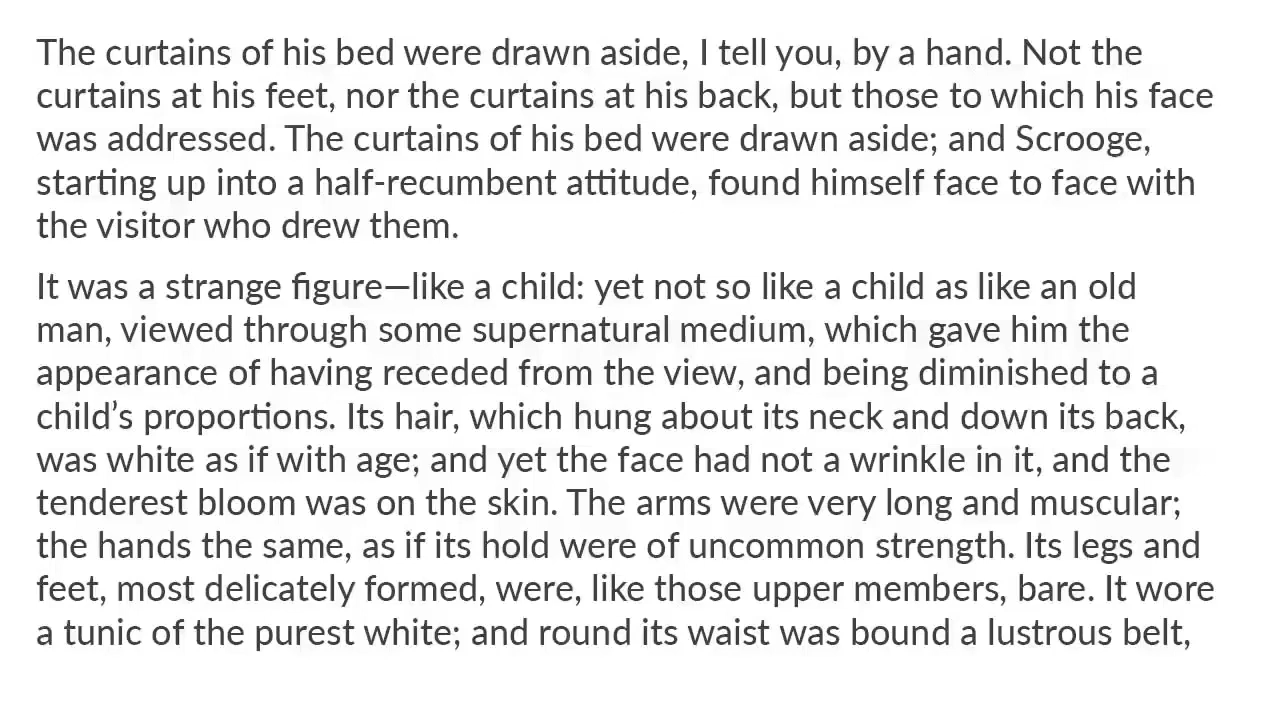 The curtains of his bed were drawn aside, I tell you, by a hand. Not the
curtains at his feet, nor the curtains at his back, but those to which his face
was addressed. The curtains of his bed were drawn aside; and Scrooge,
starting up into a half-recumbent attitude, found himself face to face with
the visitor who drew them.
It was a strange figure—like a child: yet not so like a child as like an old
man, viewed through some supernatural medium, which gave him the
appearance of having receded from the view, and being diminished to a
child’s proportions. Its hair, which hung about its neck and down its back,
was white as if with age; and yet the face had not a wrinkle in it, and the
tenderest bloom was on the skin. The arms were very long and muscular;
the hands the same, as if its hold were of uncommon strength. Its legs and
feet, most delicately formed, were, like those upper members, bare. It wore
a tunic of the purest white; and round its waist was bound a lustrous belt,